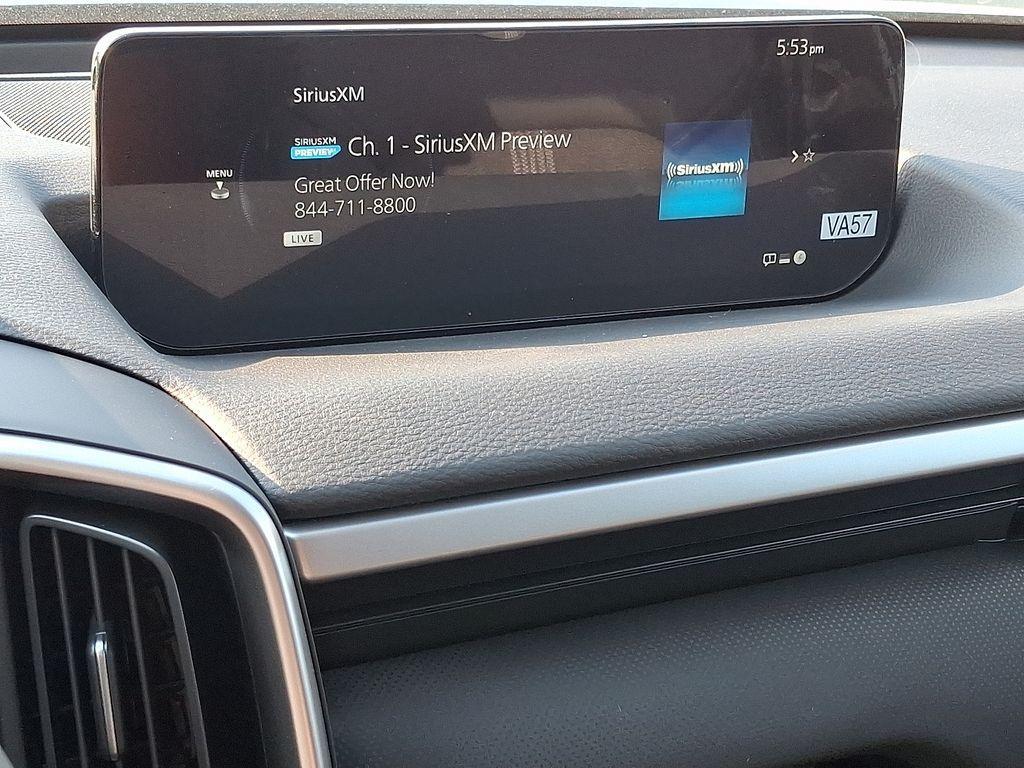 5:53pm
SiriusXM
SIRIUSXM
PREVIEW
Ch. 1 - SiriusXM Preview
MENU
Great Offer Now!
844-711-8800
LIVE
((SiriusXM))
VA57